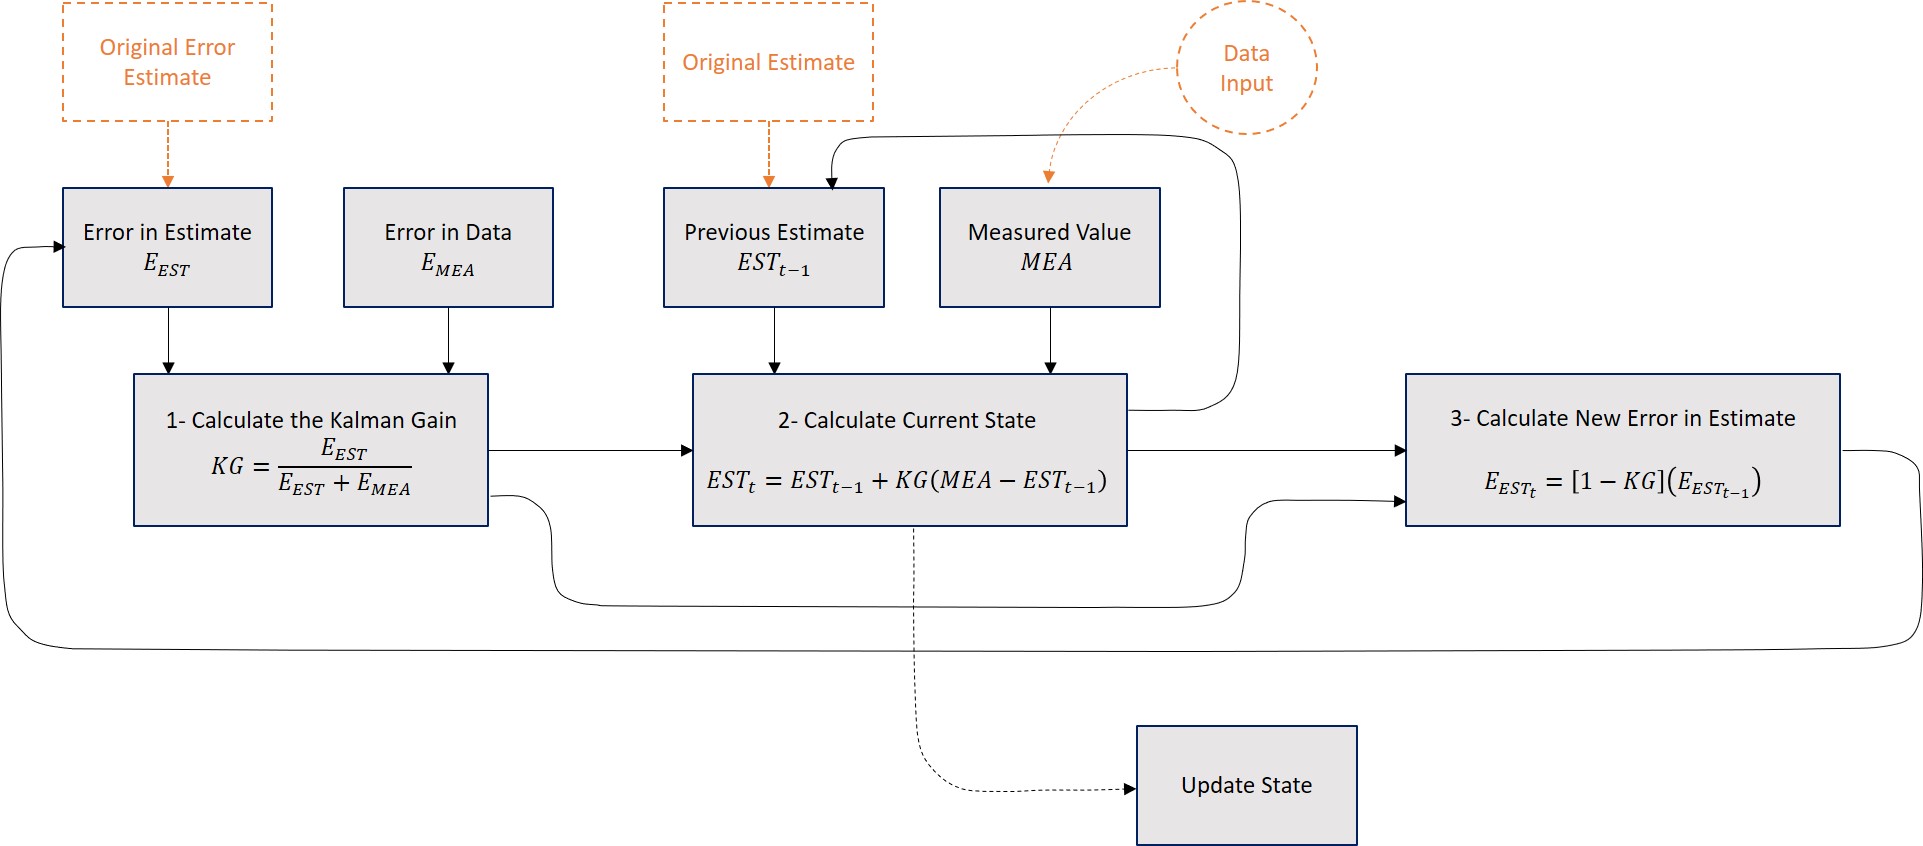 Original Error
Estimate
Original Estimate
Data
Input
Error in Estimate
E_{EST}
Error in Data
E_{MEA}
Previous Estimate
EST_{t-1}
Measured Value
MEA
1- Calculate the Kalman Gain
KG = \frac{E_{EST}}{E_{EST} + E_{MEA}}
2- Calculate Current State
EST_t = EST_{t-1} + KG(MEA - EST_{t-1})
3- Calculate New Error in Estimate
E_{EST_t} = [1 - KG](E_{EST_{t-1}})
Update State